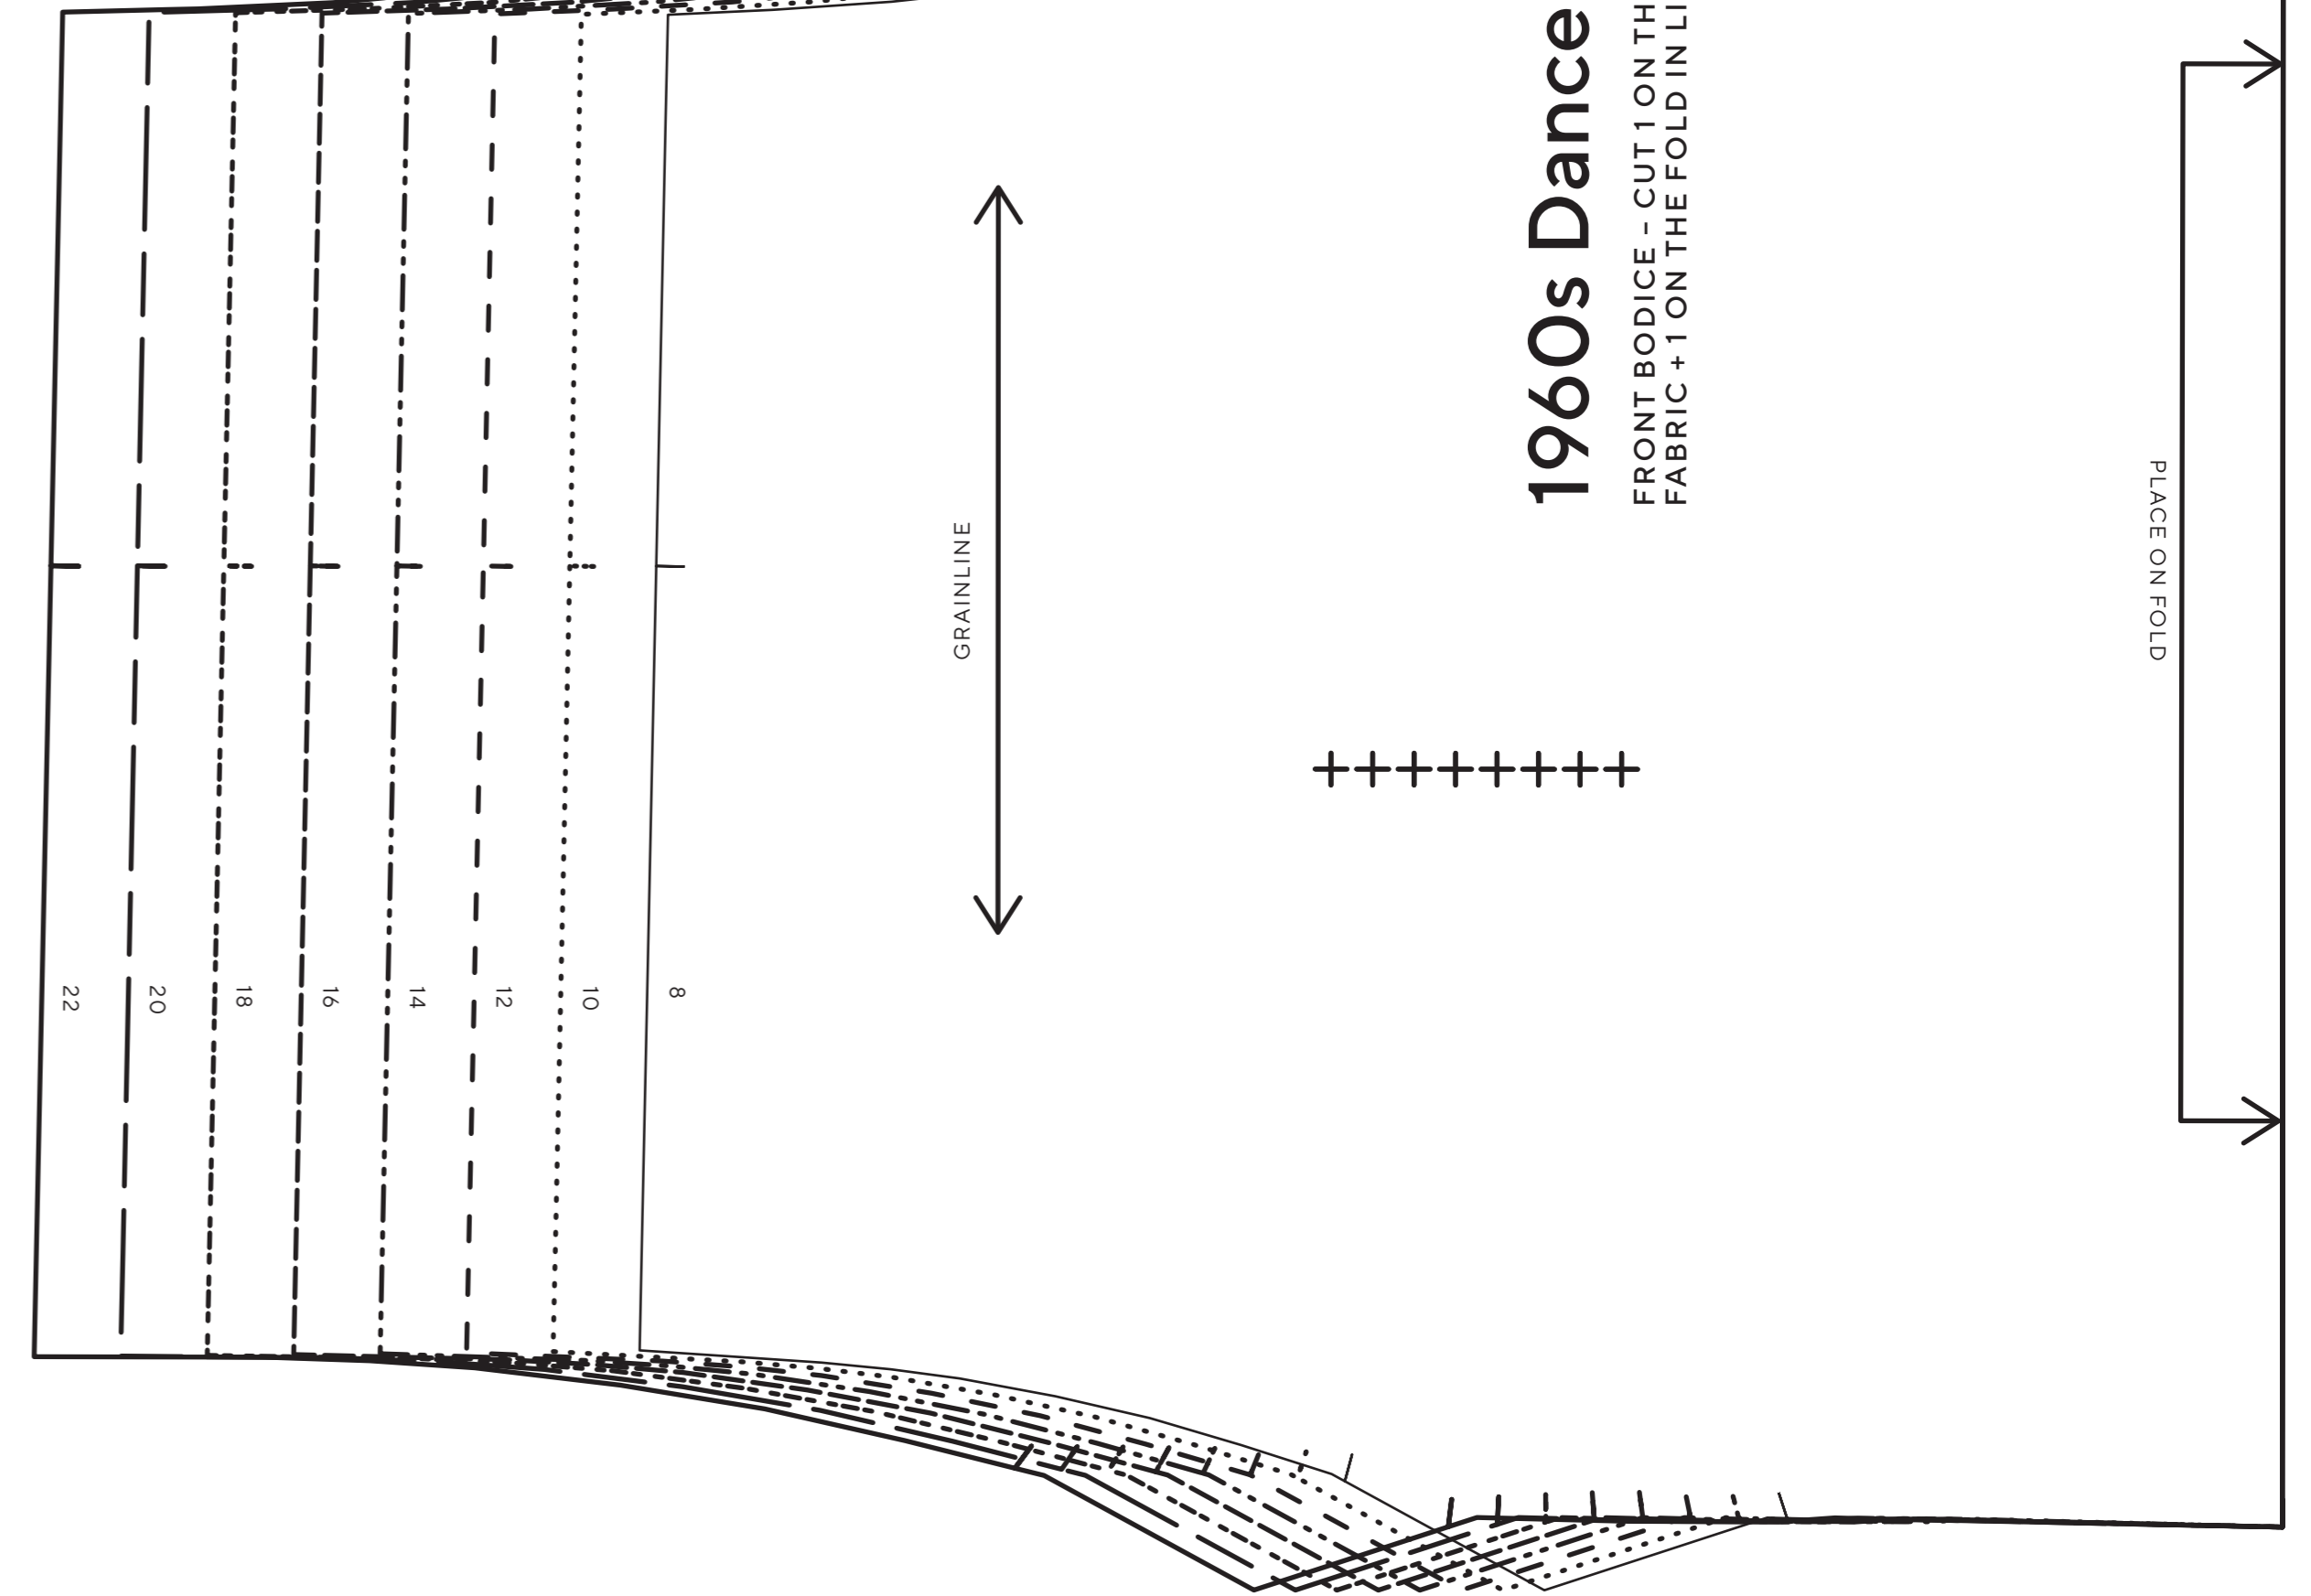 1960s Dance
FRONT BODICE – CUT 1 ON TH
FABRIC + 1 ON THE FOLD IN LI
GRAINLINE
PLACE ON FOLD
22
20
18
16
14
12
10
8